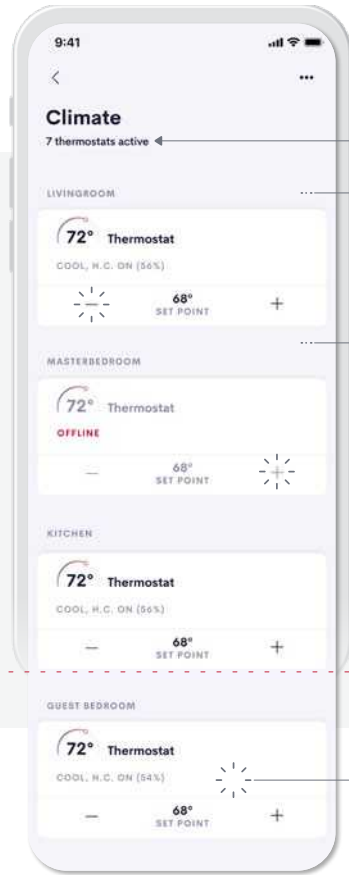 9:41
Climate
7 thermostats active
LIVINGROOM
72° Thermostat
COOL, H.C. ON (56%)
— 68° +
SET POINT
MASTERBEDROOM
72° Thermostat
OFFLINE
— 68° +
SET POINT
KITCHEN
72° Thermostat
COOL, H.C. ON (56%)
— 68° +
SET POINT
GUEST BEDROOM
72° Thermostat
COOL, H.C. ON (54%)
— 68° +
SET POINT